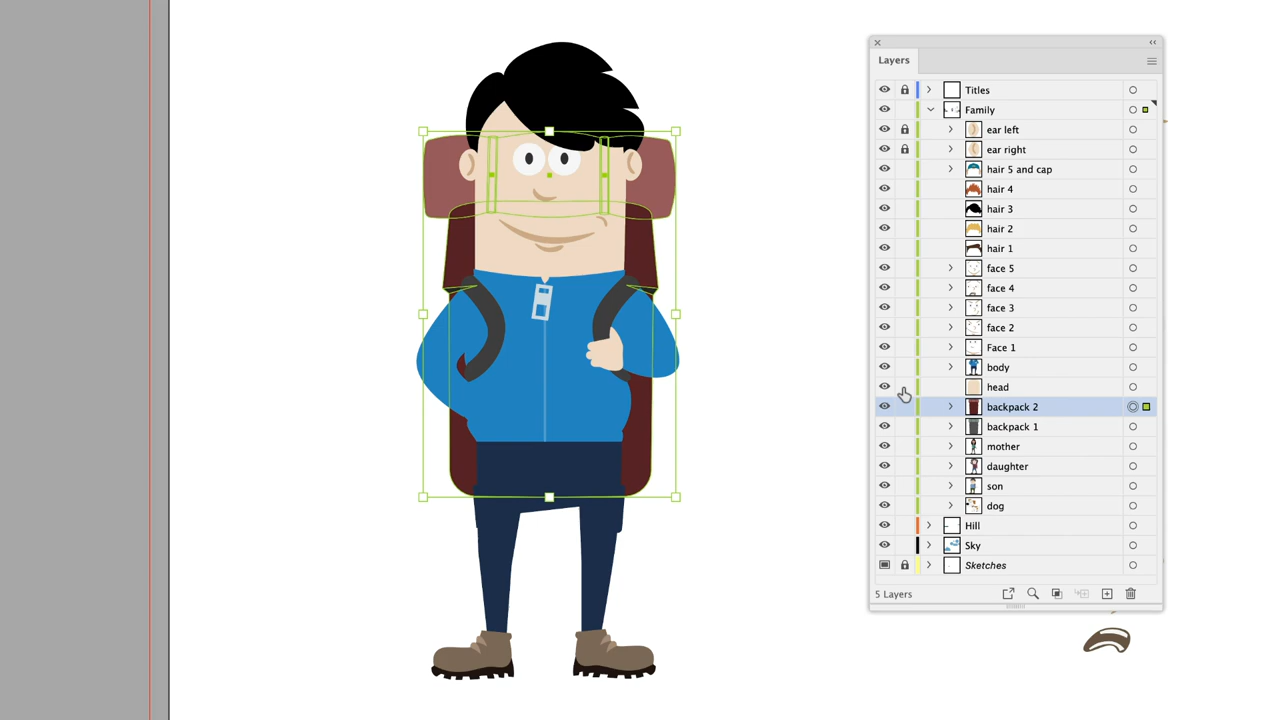 Layers
Titles
Family
ear left
ear right
hair 5 and cap
hair 4
hair 3
hair 2
hair 1
face 5
face 4
face 3
face 2
Face 1
body
head
backpack 2
backpack 1
mother
daughter
son
dog
Hill
Sky
Sketches
5 Layers